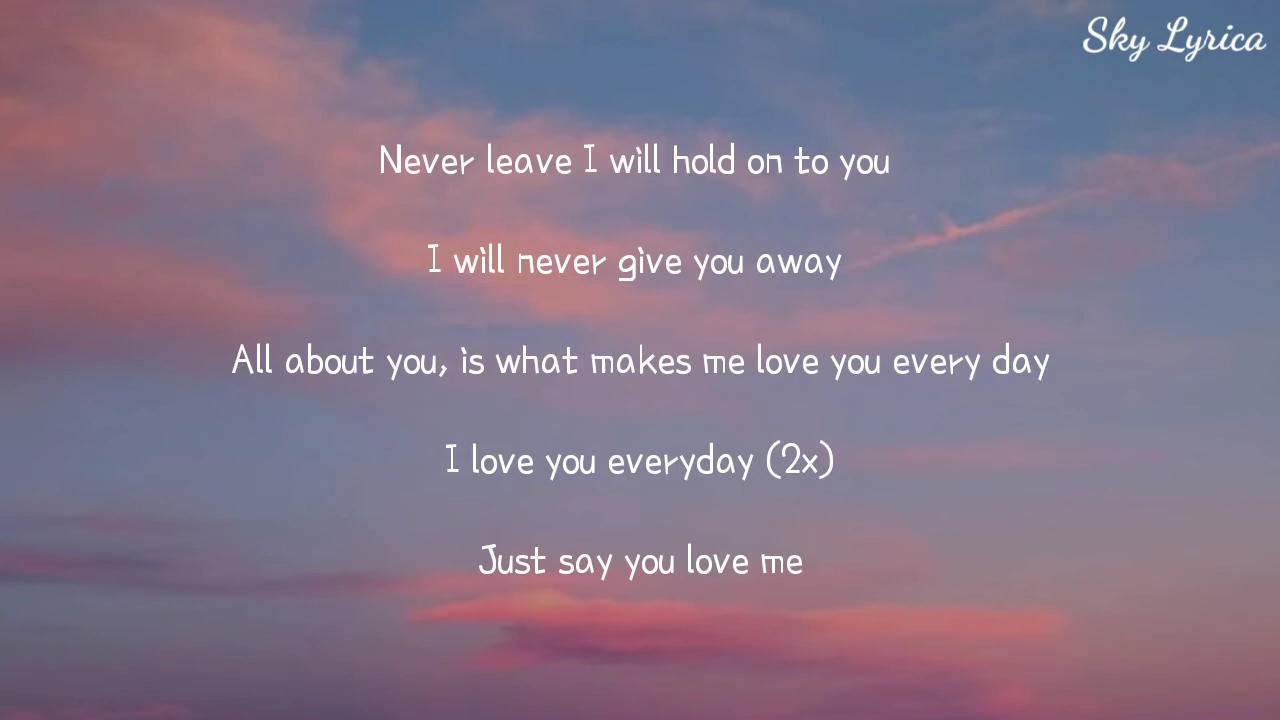 Sky Lyrica
Never leave I will hold on to you
I will never give you away
All about you, is what makes me love you every day
I love you everyday (2x)
Just say you love me